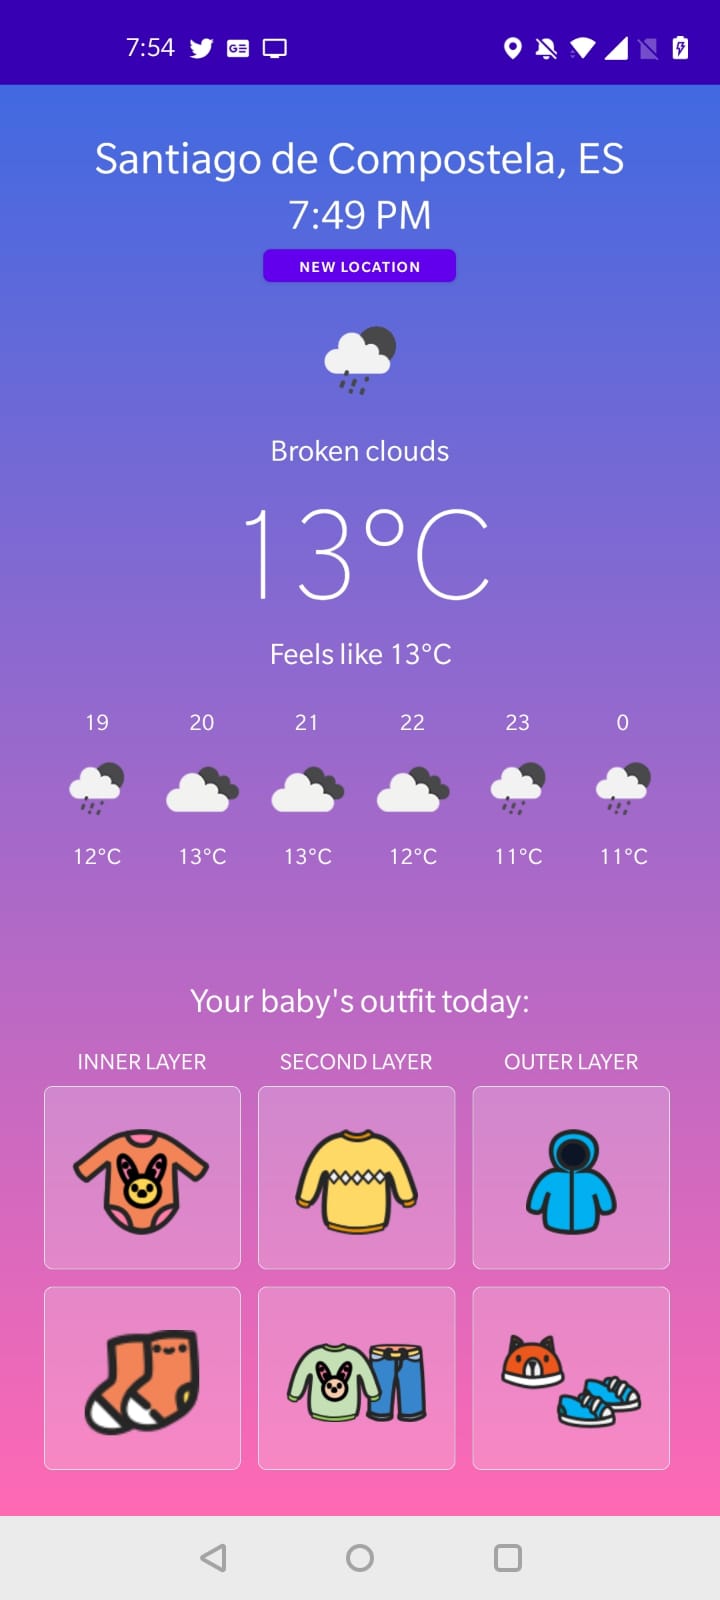 7:54
Santiago de Compostela, ES
7:49 PM
NEW LOCATION
Broken clouds
13°C
Feels like 13°C
19 20 21 22 23 0
12°C 13°C 13°C 12°C 11°C 11°C
Your baby's outfit today:
INNER LAYER SECOND LAYER OUTER LAYER